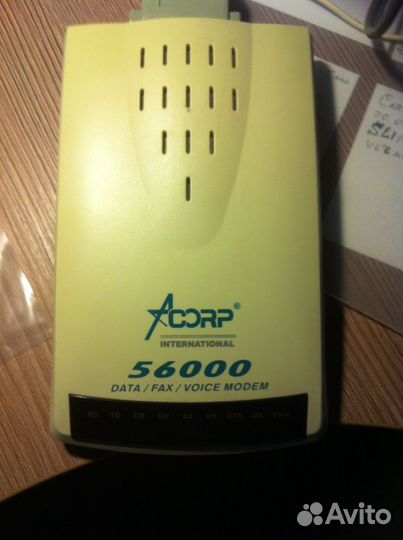 ACORP®
INTERNATIONAL
56000
DATA / FAX / VOICE MODEM
RD TD CD OH AA HS DTR MR PWR
Avito